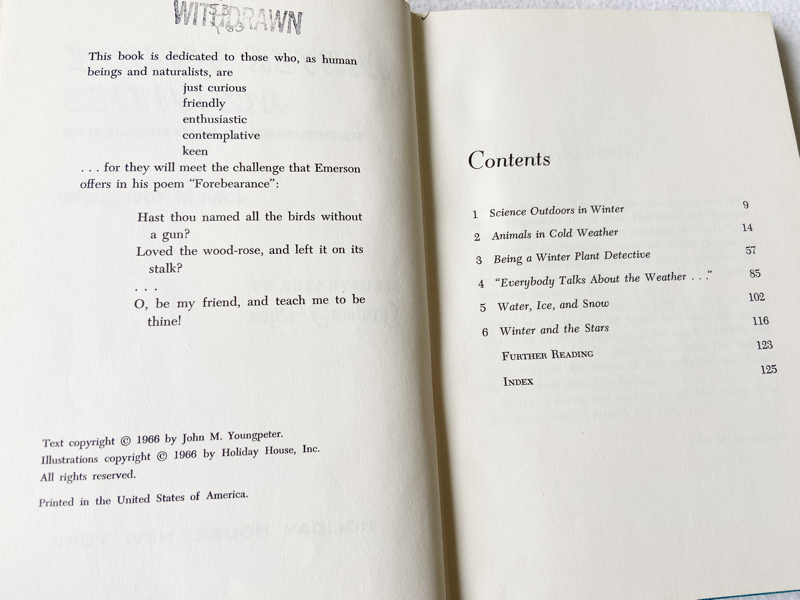 WITHDRAWN
This book is dedicated to those who, as human
beings and naturalists, are
just curious
friendly
enthusiastic
contemplative
keen
. . . for they will meet the challenge that Emerson
offers in his poem “Forebearance”:
Hast thou named all the birds without
a gun?
Loved the wood-rose, and left it on its
stalk?
. . .
O, be my friend, and teach me to be
thine!
Text copyright © 1966 by John M. Youngpeter.
Illustrations copyright © 1966 by Holiday House, Inc.
All rights reserved.
Printed in the United States of America.
Contents
1 Science Outdoors in Winter 9
2 Animals in Cold Weather 14
3 Being a Winter Plant Detective 57
4 “Everybody Talks About the Weather . . .” 85
5 Water, Ice, and Snow 102
6 Winter and the Stars 116
Further Reading 123
Index 125